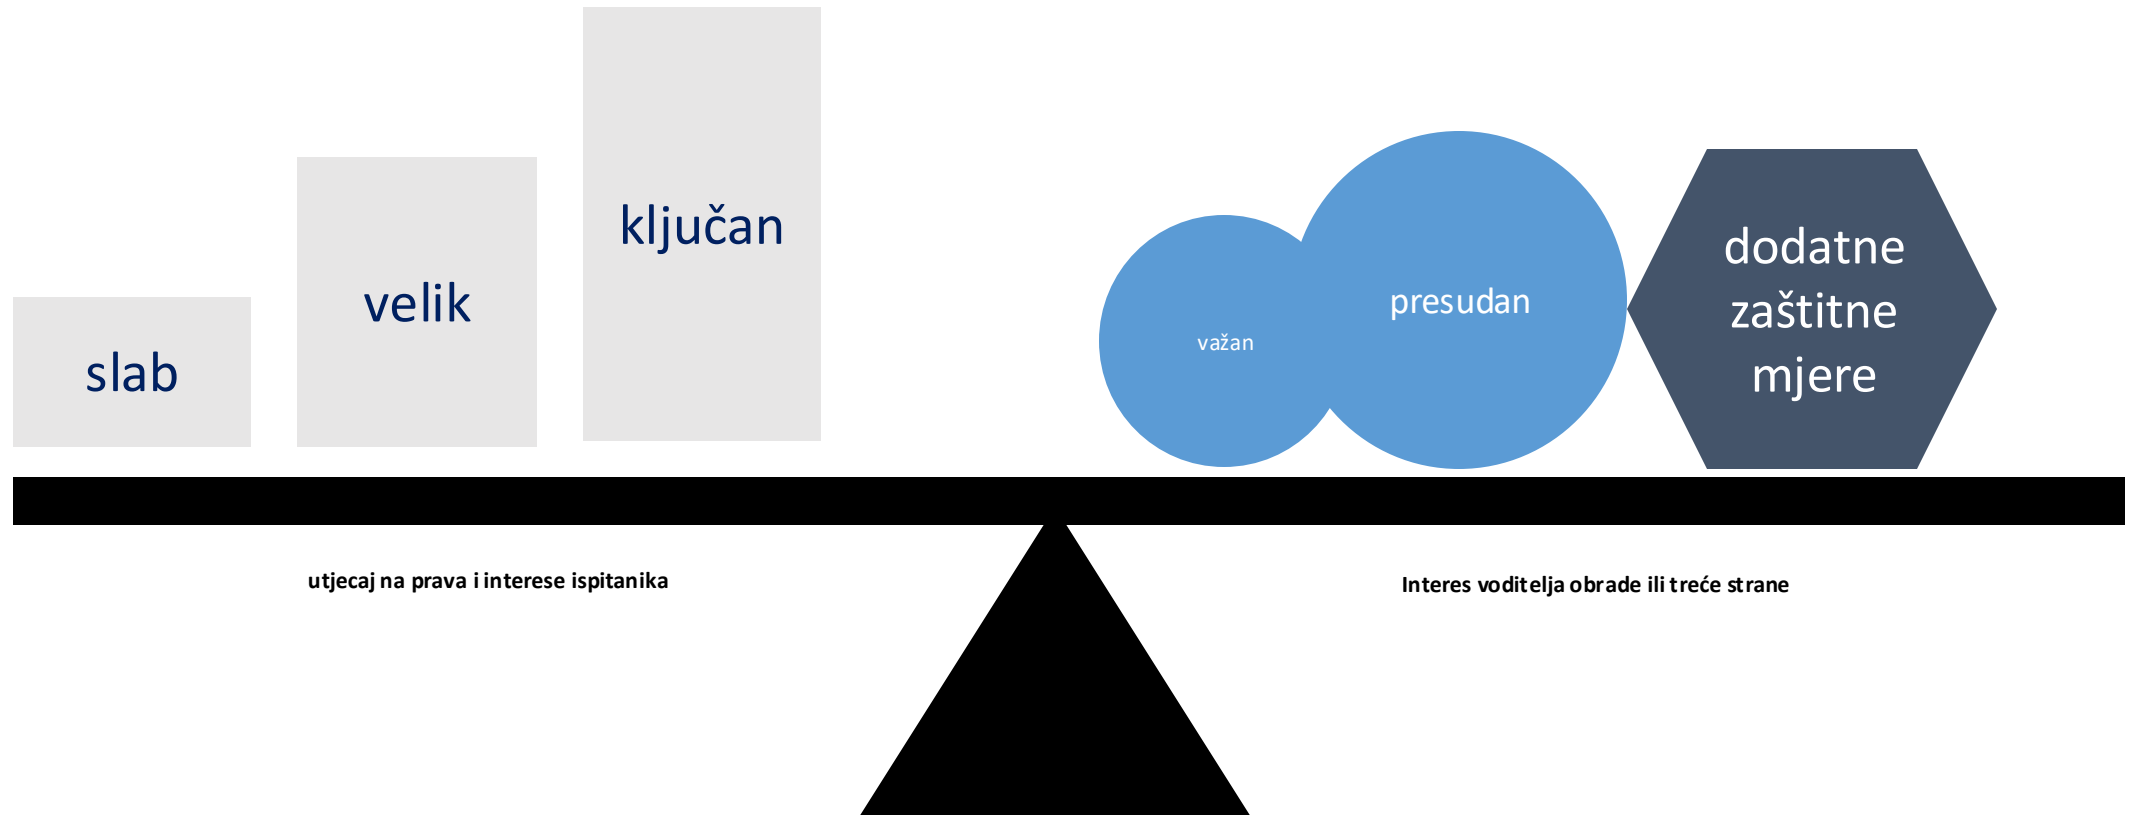 slab
velik
ključan
važan
presudan
dodatne
zaštitne
mjere
utjecaj na prava i interese ispitanika
Interes voditelja obrade ili treće strane